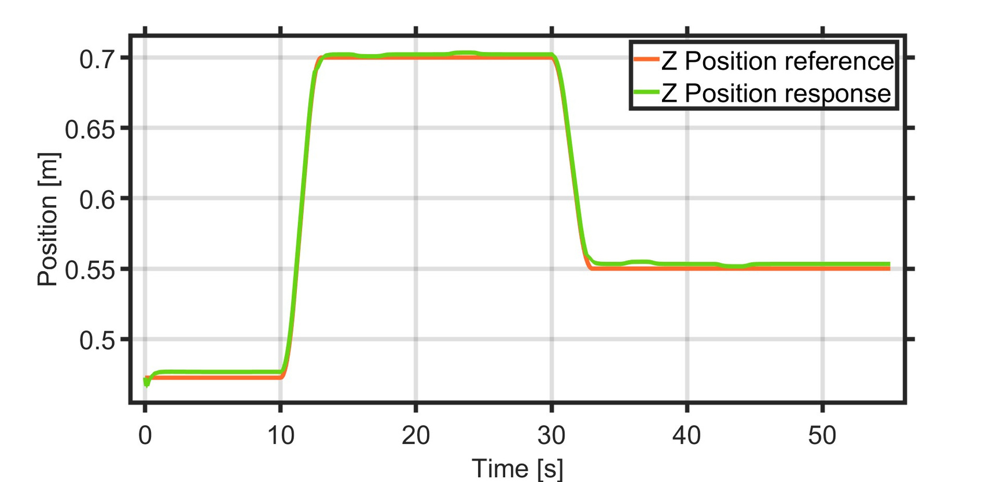 Z Position reference
Z Position response
0.7
0.65
0.6
0.55
0.5
Position [m]
0 10 20 30 40 50
Time [s]